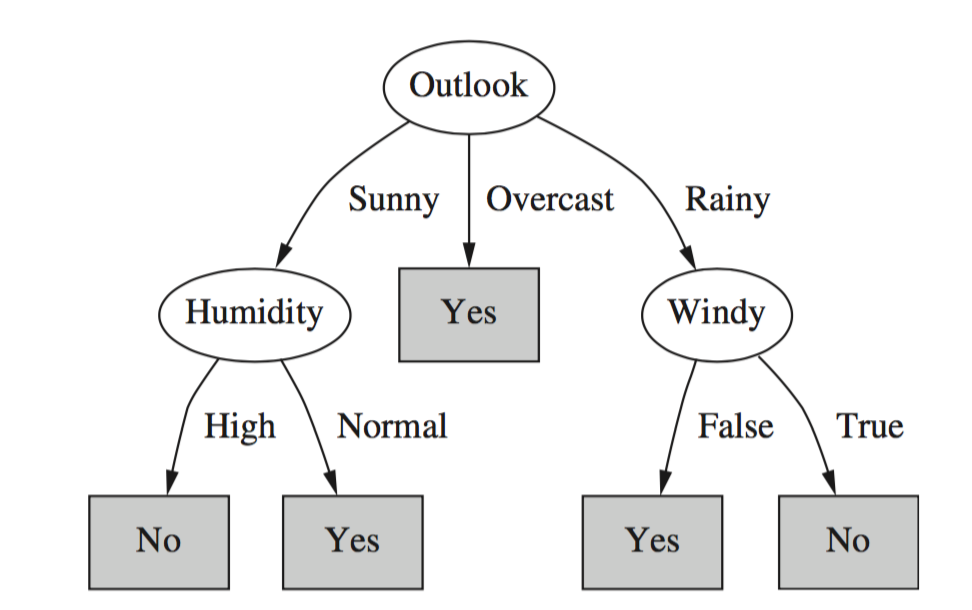 Outlook
Sunny Overcast Rainy
Humidity Yes Windy
High Normal False True
No Yes Yes No